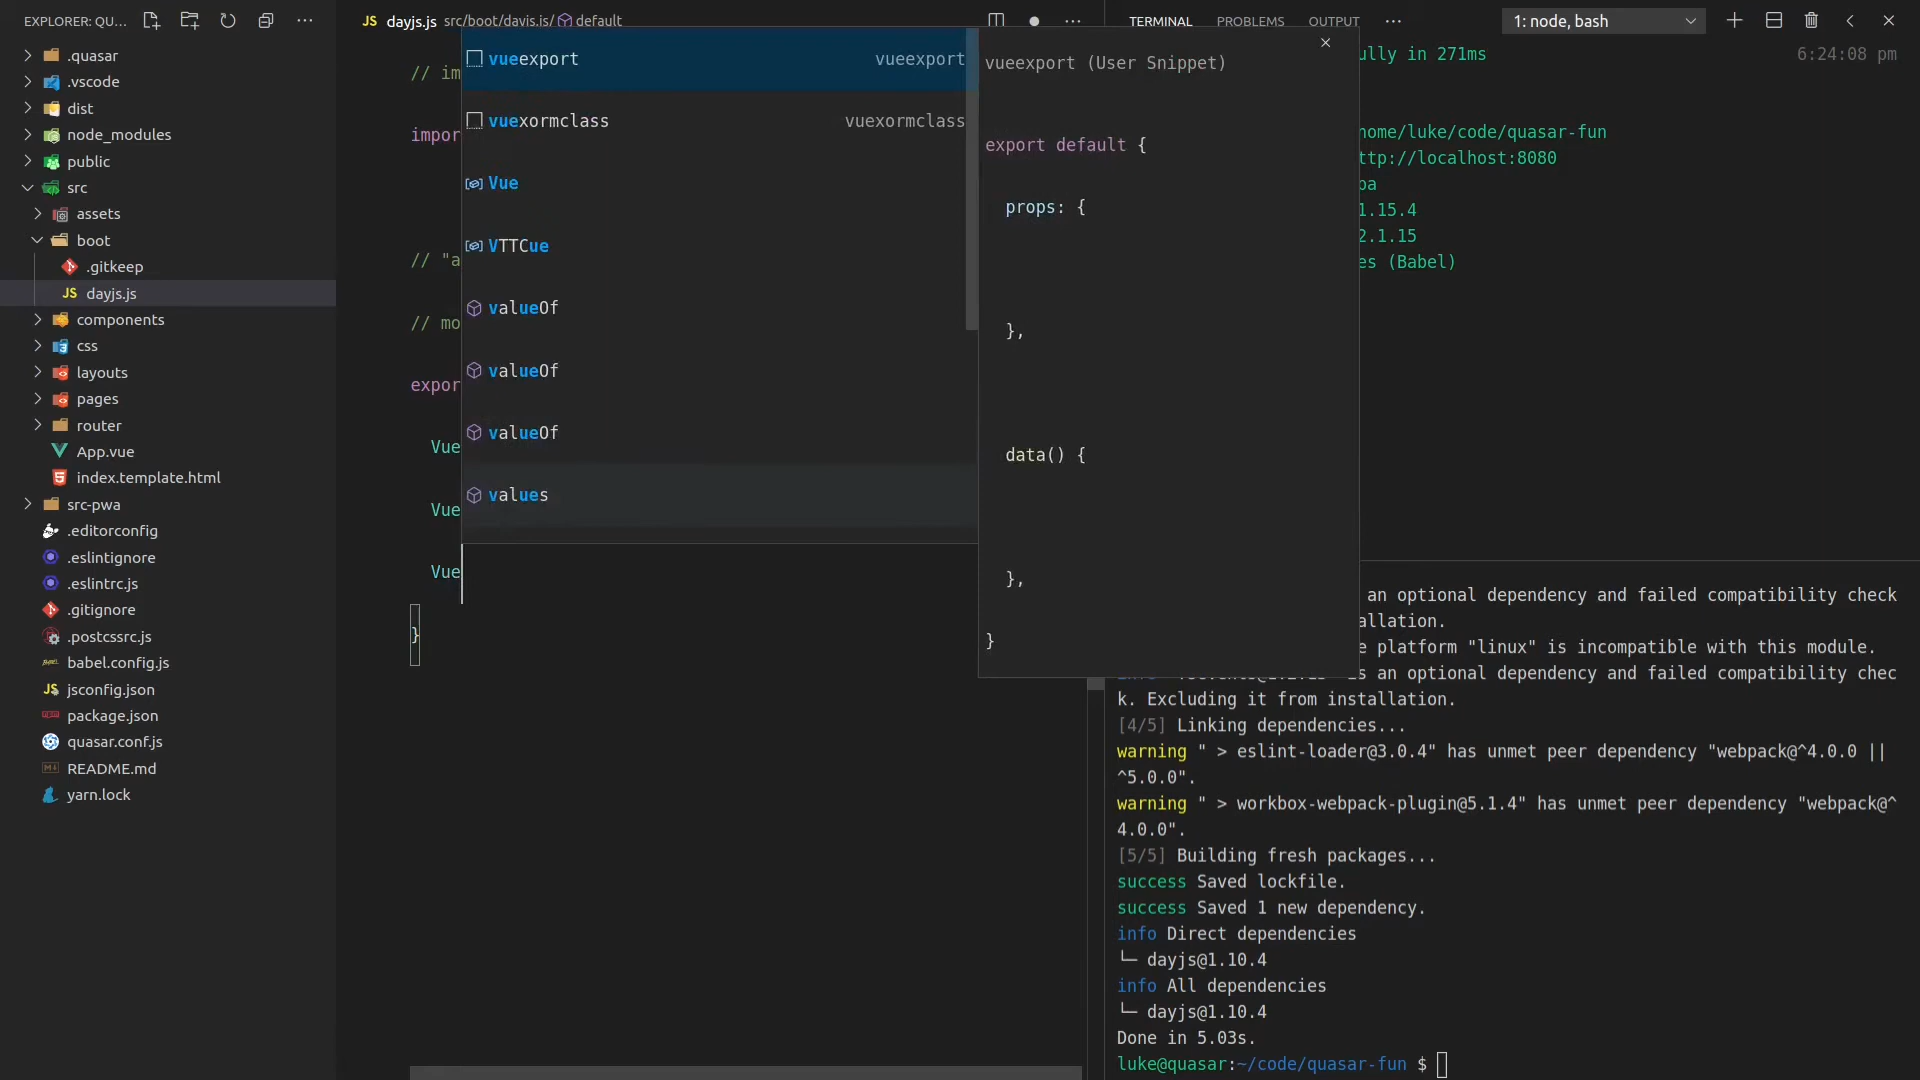 EXPLORER: QU...
.quasar
.vscode
dist
node_modules
public
src
assets
boot
.gitkeep
JS dayjs.js
components
css
layouts
pages
router
App.vue
index.template.html
src-pwa
.editorconfig
.eslintignore
.eslintrc.js
.gitignore
.postcssrc.js
babel.config.js
JS jsconfig.json
package.json
quasar.conf.js
README.md
yarn.lock
JS dayjs.js src/boot/dayjs.js/ default
// im
impor
// "a
// mo
expor
Vue
Vue
Vue
}
vueexport vueexport
vuexormclass vuexormclass
Vue
VTTCue
valueOf
valueOf
valueOf
values
vueexport (User Snippet)
export default {
props: {
},
data() {
},
}
TERMINAL PROBLEMS OUTPUT ... 1: node, bash
ully in 271ms 6:24:08 pm
home/luke/code/quasar-fun
ttp://localhost:8080
pa
1.15.4
2.1.15
es (Babel)
an optional dependency and failed compatibility check
allation.
e platform "linux" is incompatible with this module.
s an optional dependency and failed compatibility chec
k. Excluding it from installation.
[4/5] Linking dependencies...
warning " > eslint-loader@3.0.4" has unmet peer dependency "webpack@^4.0.0 ||
^5.0.0".
warning " > workbox-webpack-plugin@5.1.4" has unmet peer dependency "webpack@^
4.0.0".
[5/5] Building fresh packages...
success Saved lockfile.
success Saved 1 new dependency.
info Direct dependencies
└─ dayjs@1.10.4
info All dependencies
└─ dayjs@1.10.4
Done in 5.03s.
luke@quasar:~/code/quasar-fun $